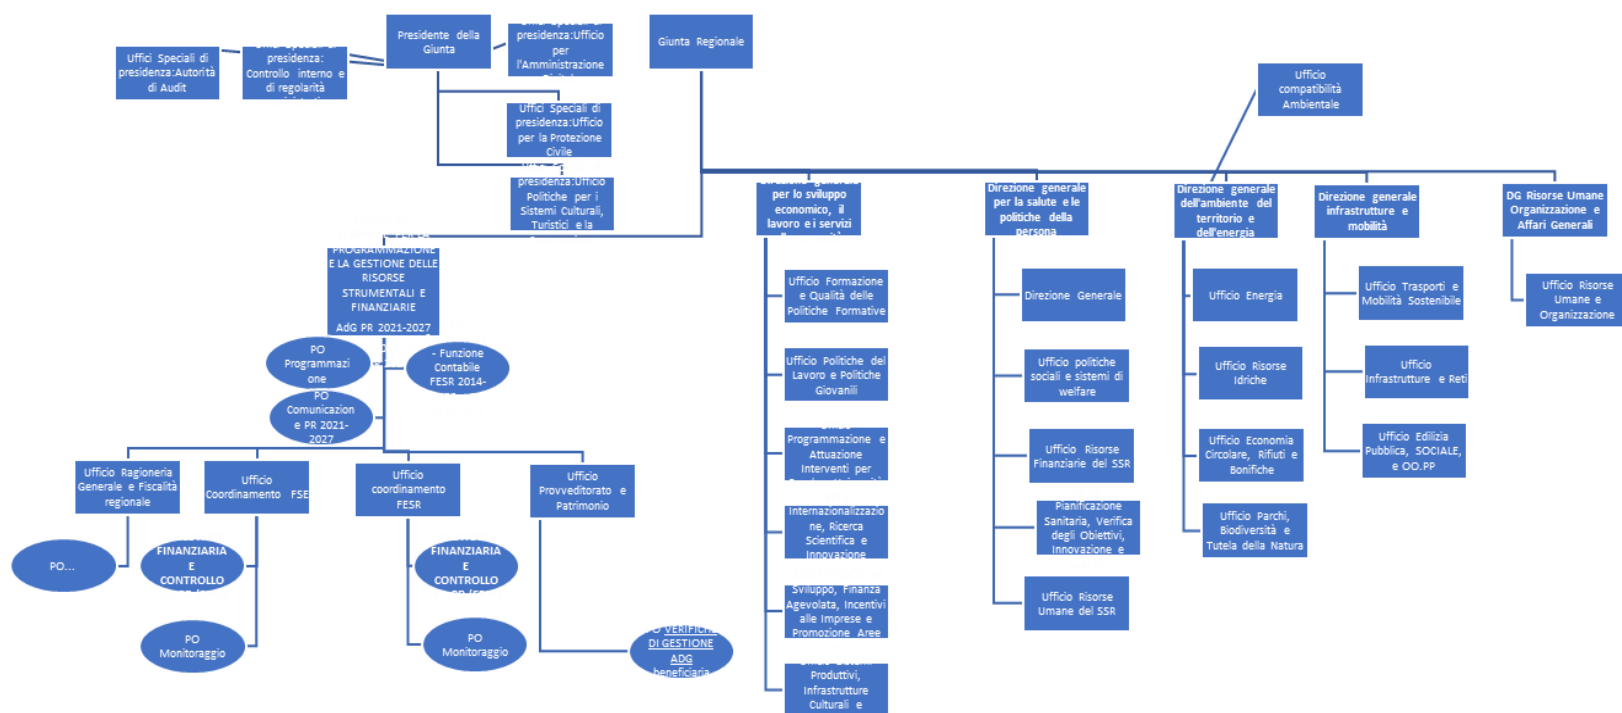 Presidente della
Giunta
Uffici Speciali di
presidenza:Ufficio
per
l'Amministrazione
Giunta Regionale
Uffici Speciali di
presidenza:Autorità
di Audit
presidenza:
Controllo interno e
di regolarità
Ufficio
compatibilità
Ambientale
Uffici Speciali di
presidenza:Ufficio
per la Protezione
Civile
presidenza:Ufficio
Politiche per i
Sistemi Culturali,
Turistici e la
Direzione generale
per lo sviluppo
economico, il
lavoro e i servizi
Direzione generale
per la salute e le
politiche della
persona
Direzione generale
dell'ambiente del
territorio e
dell'energia
Direzione generale
infrastrutture e
mobilità
DG Risorse Umane
Organizzazione e
Affari Generali
PROGRAMMAZIONE
E LA GESTIONE DELLE
RISORSE
STRUMENTALI E
FINANZIARIE
AdG PR 2021-2027
PO
Programmazi
one
- Funzione
Contabile
FESR 2014-
PO
Comunicazion
e PR 2021-
2027
Ufficio Ragioneria
Generale e Fiscalità
regionale
Ufficio
Coordinamento FSE
Ufficio
coordinamento
FESR
Ufficio
Provveditorato e
Patrimonio
PO...
FINANZIARIA
E
CONTROLLO
FINANZIARIA
E
CONTROLLO
PO
Monitoraggio
PO
Monitoraggio
PO VERIFICHE
DI GESTIONE
ADG
beneficiaria
Ufficio Formazione
e Qualità delle
Politiche Formative
Ufficio Politiche del
Lavoro e Politiche
Giovanili
Ufficio
Programmazione e
Attuazione
Interventi per
Internazionalizzazio
ne, Ricerca
Scientifica e
Innovazione
Sviluppo, Finanza
Agevolata, Incentivi
alle Imprese e
Promozione Aree
Produttivi,
Infrastrutture
Culturali e
Direzione Generale
Ufficio politiche
sociali e sistemi di
welfare
Ufficio Risorse
Finanziarie del SSR
Pianificazione
Sanitaria, Verifica
degli Obiettivi,
Innovazione e
Ufficio Risorse
Umane del SSR
Ufficio Energia
Ufficio Risorse
Idriche
Ufficio Economia
Circolare, Rifiuti e
Bonifiche
Ufficio Parchi,
Biodiversità e
Tutela della Natura
Ufficio Trasporti e
Mobilità Sostenibile
Ufficio
Infrastrutture e Reti
Ufficio Edilizia
Pubblica, SOCIALE,
e OO.PP
Ufficio Risorse
Umane e
Organizzazione